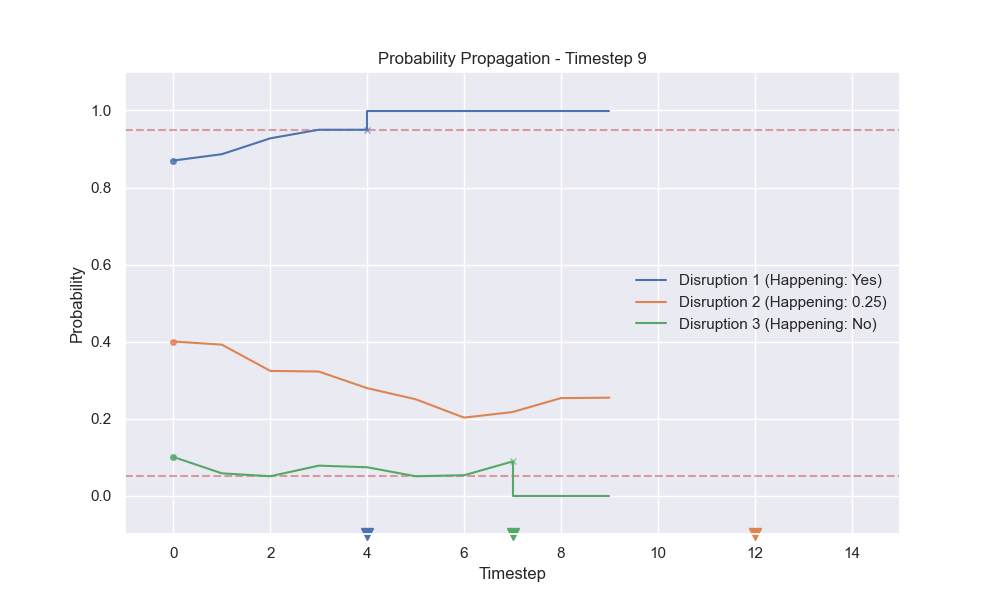 Probability Propagation - Timestep 9
1.0
0.8
0.6
0.4
0.2
0.0
Probability
Disruption 1 (Happening: Yes)
Disruption 2 (Happening: 0.25)
Disruption 3 (Happening: No)
0 2 4 6 8 10 12 14
Timestep